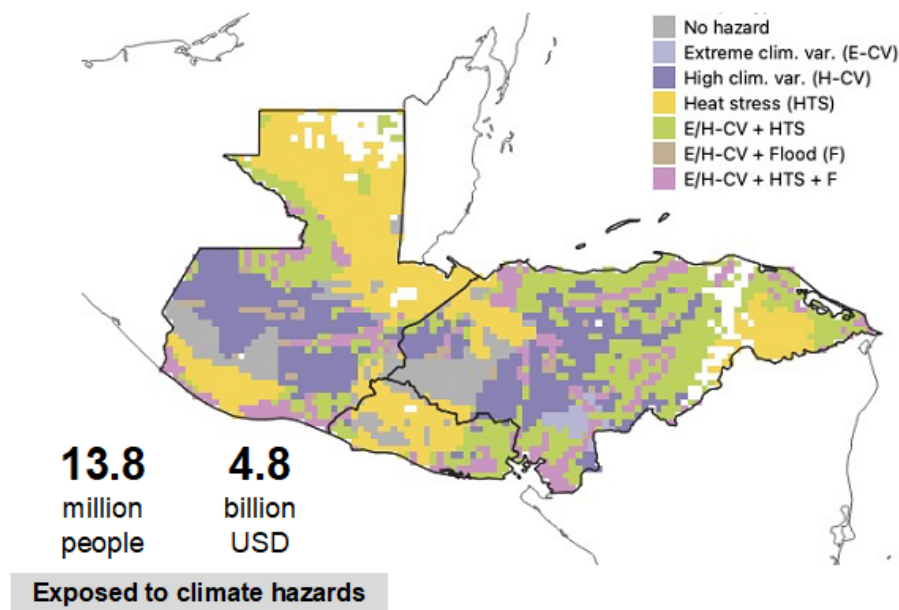 No hazard
Extreme clim. var. (E-CV)
High clim. var. (H-CV)
Heat stress (HTS)
E/H-CV + HTS
E/H-CV + Flood (F)
E/H-CV + HTS + F
13.8
million
people
4.8
billion
USD
Exposed to climate hazards